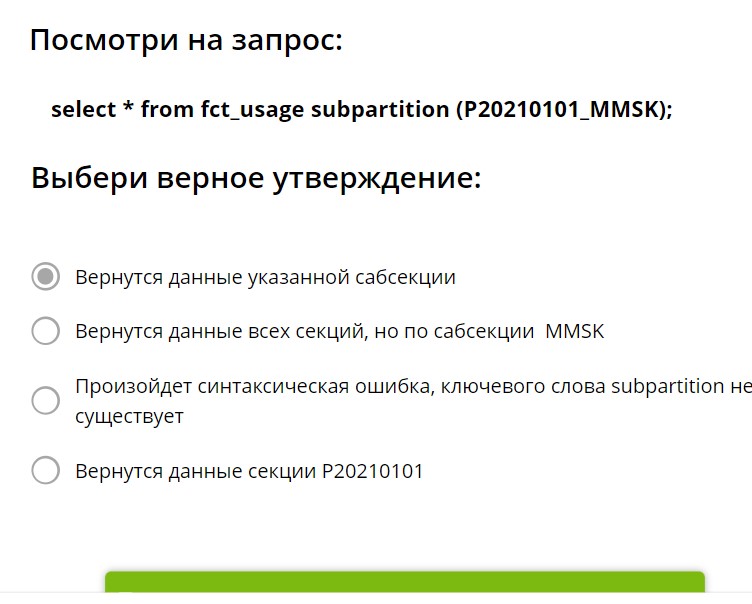 Посмотри на запрос:
select * from fct_usage subpartition (P20210101_MMSK);
Выбери верное утверждение:
Вернутся данные указанной сабсекции
Вернутся данные всех секций, но по сабсекции  MMSK
Произойдет синтаксическая ошибка, ключевого слова subpartition не
существует
Вернутся данные секции P20210101